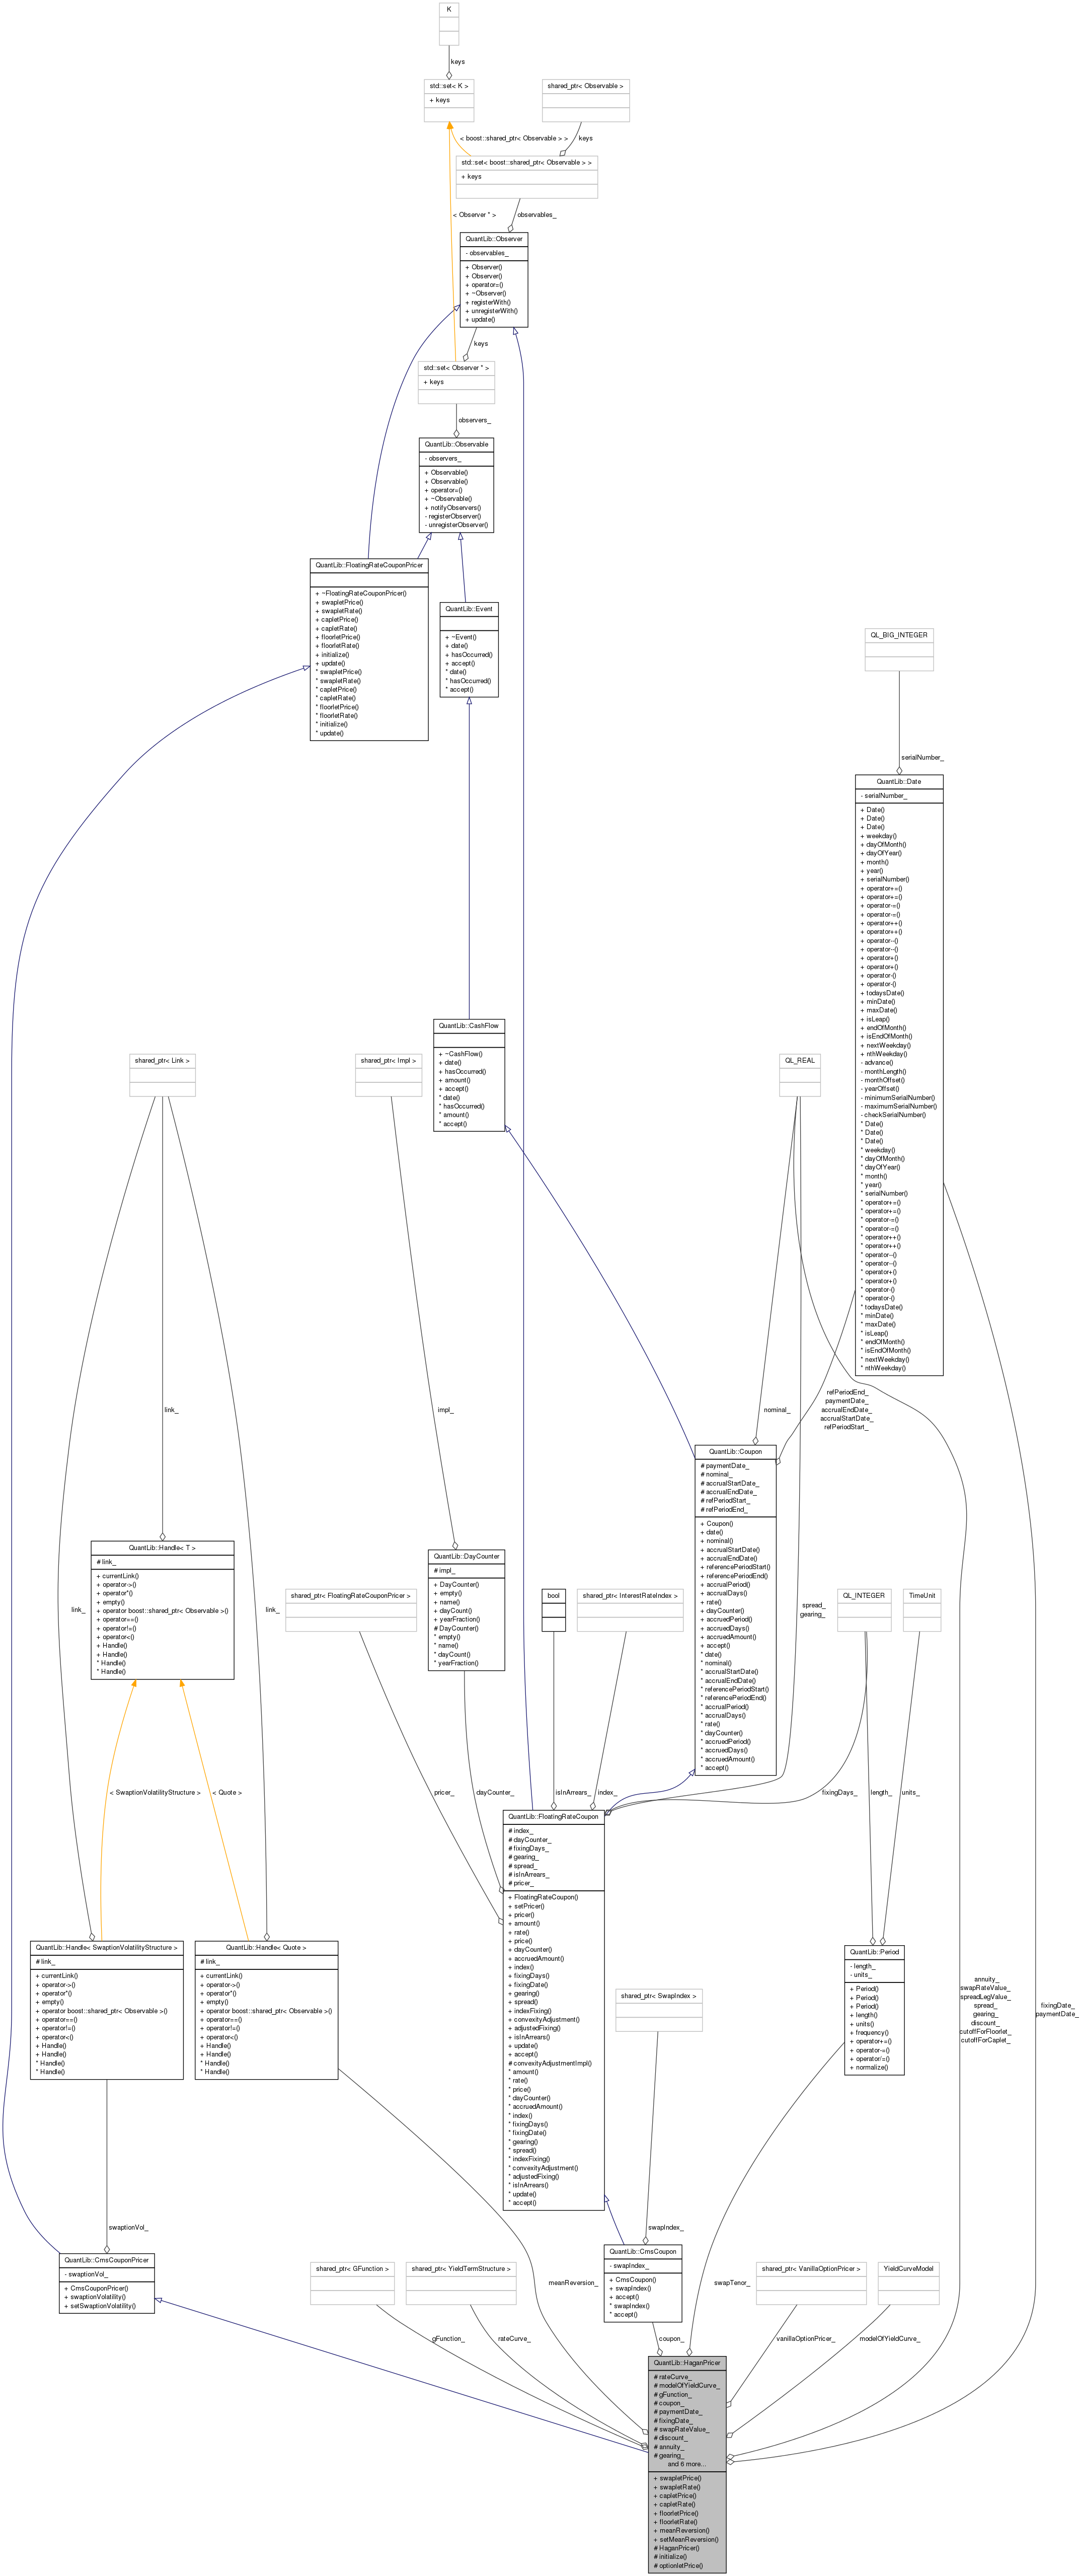 K
keys
std::set< K >
+ keys
shared_ptr< Observable >
< boost::shared_ptr< Observable > >
keys
std::set< boost::shared_ptr< Observable > >
+ keys
< Observer * >
observables_
QuantLib::Observer
- observables_
+ Observer()
+ Observer()
+ operator=()
+ ~Observer()
+ registerWith()
+ unregisterWith()
+ update()
keys
std::set< Observer * >
+ keys
observers_
QuantLib::Observable
- observers_
+ Observable()
+ Observable()
+ operator=()
+ ~Observable()
+ notifyObservers()
- registerObserver()
- unregisterObserver()
QuantLib::FloatingRateCouponPricer
+ ~FloatingRateCouponPricer()
+ swapletPrice()
+ swapletRate()
+ capletPrice()
+ capletRate()
+ floorletPrice()
+ floorletRate()
+ initialize()
+ update()
* swapletPrice()
* swapletRate()
* capletPrice()
* capletRate()
* floorletPrice()
* floorletRate()
* initialize()
* update()
QuantLib::Event
+ ~Event()
+ date()
+ hasOccurred()
+ accept()
* date()
* hasOccurred()
* accept()
QL_BIG_INTEGER
serialNumber_
QuantLib::Date
- serialNumber_
+ Date()
+ Date()
+ Date()
+ weekday()
+ dayOfMonth()
+ dayOfYear()
+ month()
+ year()
+ serialNumber()
+ operator+=()
+ operator+=()
+ operator-=()
+ operator-=()
+ operator++()
+ operator++()
+ operator--()
+ operator--()
+ operator+()
+ operator+()
+ operator-()
+ operator-()
+ todaysDate()
+ minDate()
+ maxDate()
+ isLeap()
+ endOfMonth()
+ isEndOfMonth()
+ nextWeekday()
+ nthWeekday()
- advance()
- monthLength()
- monthOffset()
- yearOffset()
- minimumSerialNumber()
- maximumSerialNumber()
- checkSerialNumber()
* Date()
* Date()
* Date()
* weekday()
* dayOfMonth()
* dayOfYear()
* month()
* year()
* serialNumber()
* operator+=()
* operator+=()
* operator-=()
* operator-=()
* operator++()
* operator++()
* operator--()
* operator--()
* operator+()
* operator+()
* operator-()
* operator-()
* todaysDate()
* minDate()
* maxDate()
* isLeap()
* endOfMonth()
* isEndOfMonth()
* nextWeekday()
* nthWeekday()
QuantLib::CashFlow
+ ~CashFlow()
+ date()
+ hasOccurred()
+ amount()
+ accept()
* date()
* hasOccurred()
* amount()
* accept()
shared_ptr< Link >
shared_ptr< Impl >
QL_REAL
link_
impl_
nominal_
refPeriodEnd_
paymentDate_
accrualEndDate_
accrualStartDate_
refPeriodStart_
QuantLib::Coupon
# paymentDate_
# nominal_
# accrualStartDate_
# accrualEndDate_
# refPeriodStart_
# refPeriodEnd_
+ Coupon()
+ date()
+ nominal()
+ accrualStartDate()
+ accrualEndDate()
+ referencePeriodStart()
+ referencePeriodEnd()
+ accrualPeriod()
+ accrualDays()
+ rate()
+ dayCounter()
+ accruedPeriod()
+ accruedDays()
+ accruedAmount()
+ accept()
* date()
* nominal()
* accrualStartDate()
* accrualEndDate()
* referencePeriodStart()
* referencePeriodEnd()
* accrualPeriod()
* accrualDays()
* rate()
* dayCounter()
* accruedPeriod()
* accruedDays()
* accruedAmount()
* accept()
QuantLib::Handle< T >
# link_
+ currentLink()
+ operator->()
+ operator*()
+ empty()
+ operator boost::shared_ptr< Observable >()
+ operator==()
+ operator!=()
+ operator<()
+ Handle()
+ Handle()
* Handle()
* Handle()
link_
link_
QuantLib::DayCounter
# impl_
+ DayCounter()
+ empty()
+ name()
+ dayCount()
+ yearFraction()
# DayCounter()
* empty()
* name()
* dayCount()
* yearFraction()
shared_ptr< FloatingRateCouponPricer >
bool
shared_ptr< InterestRateIndex >
spread_
gearing_
QL_INTEGER
TimeUnit
< SwaptionVolatilityStructure >
< Quote >
pricer_
dayCounter_
isInArrears_
index_
fixingDays_
length_
units_
QuantLib::FloatingRateCoupon
# index_
# dayCounter_
# fixingDays_
# gearing_
# spread_
# isInArrears_
# pricer_
+ FloatingRateCoupon()
+ setPricer()
+ pricer()
+ amount()
+ rate()
+ price()
+ dayCounter()
+ accruedAmount()
+ index()
+ fixingDays()
+ fixingDate()
+ gearing()
+ spread()
+ indexFixing()
+ convexityAdjustment()
+ adjustedFixing()
+ isInArrears()
+ update()
+ accept()
# convexityAdjustmentImpl()
* amount()
* rate()
* price()
* dayCounter()
* accruedAmount()
* index()
* fixingDays()
* fixingDate()
* gearing()
* spread()
* indexFixing()
* convexityAdjustment()
* adjustedFixing()
* isInArrears()
* update()
* accept()
QuantLib::Handle< SwaptionVolatilityStructure >
# link_
+ currentLink()
+ operator->()
+ operator*()
+ empty()
+ operator boost::shared_ptr< Observable >()
+ operator==()
+ operator!=()
+ operator<()
+ Handle()
+ Handle()
* Handle()
* Handle()
QuantLib::Handle< Quote >
# link_
+ currentLink()
+ operator->()
+ operator*()
+ empty()
+ operator boost::shared_ptr< Observable >()
+ operator==()
+ operator!=()
+ operator<()
+ Handle()
+ Handle()
* Handle()
* Handle()
shared_ptr< SwapIndex >
QuantLib::Period
- length_
- units_
+ Period()
+ Period()
+ Period()
+ length()
+ units()
+ frequency()
+ operator+=()
+ operator-=()
+ operator/=()
+ normalize()
annuity_
swapRateValue_
spreadLegValue_
spread_
gearing_
discount_
cutoffForFloorlet_
cutoffForCaplet_
fixingDate_
paymentDate_
swaptionVol_
swapIndex_
QuantLib::CmsCouponPricer
- swaptionVol_
+ CmsCouponPricer()
+ swaptionVolatility()
+ setSwaptionVolatility()
shared_ptr< GFunction >
shared_ptr< YieldTermStructure >
meanReversion_
QuantLib::CmsCoupon
- swapIndex_
+ CmsCoupon()
+ swapIndex()
+ accept()
* swapIndex()
* accept()
swapTenor_
shared_ptr< VanillaOptionPricer >
YieldCurveModel
gFunction_
rateCurve_
coupon_
vanillaOptionPricer_
modelOfYieldCurve_
QuantLib::HaganPricer
# rateCurve_
# modelOfYieldCurve_
# gFunction_
# coupon_
# paymentDate_
# fixingDate_
# swapRateValue_
# discount_
# annuity_
# gearing_
and 6 more...
+ swapletPrice()
+ swapletRate()
+ capletPrice()
+ capletRate()
+ floorletPrice()
+ floorletRate()
+ meanReversion()
+ setMeanReversion()
# HaganPricer()
# initialize()
# optionletPrice()